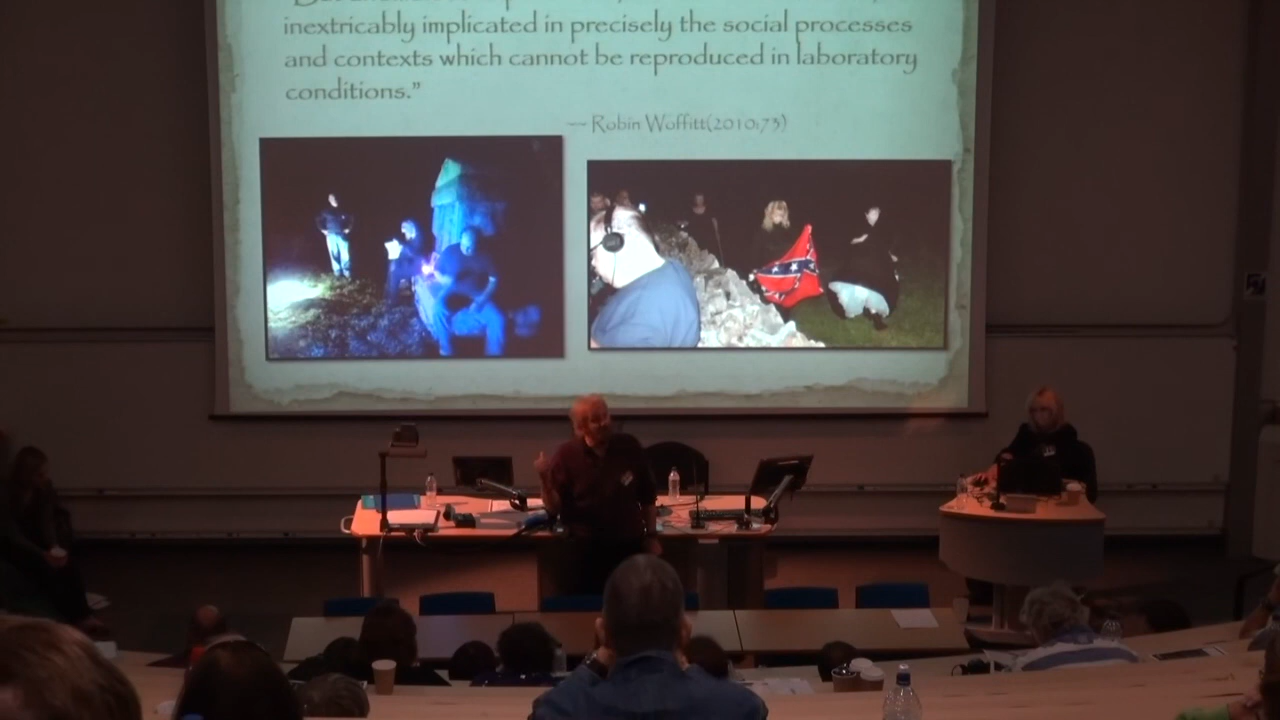 inextricably implicated in precisely the social processes
and contexts which cannot be reproduced in laboratory
conditions.”
— Robin Woffitt(2010:73)